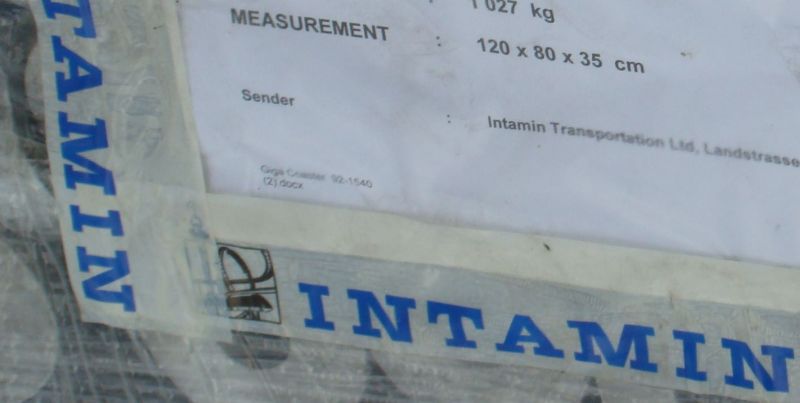 1 027 kg
MEASUREMENT : 120 x 80 x 35 cm
Sender : Intamin Transportation Ltd, Landstrasse
Giga Coaster 92-1540
(2).docx
INTAMIN
TAMIN